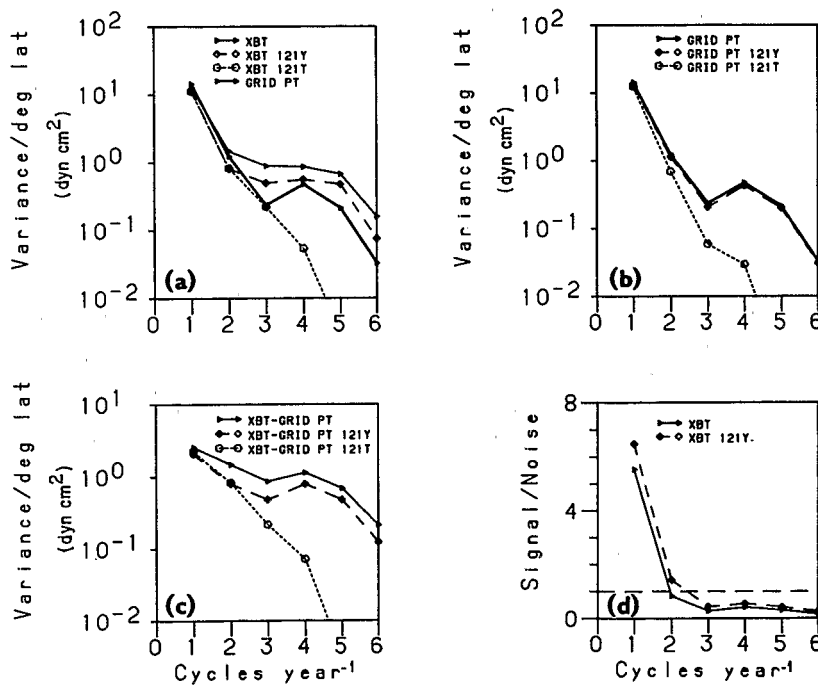 10²
10¹
10⁰
10⁻¹
10⁻²
Variance/deg lat
(dyn cm²)
XBT
XBT 121Y
XBT 121T
GRID PT
(a)
0 1 2 3 4 5 6
10²
10¹
10⁰
10⁻¹
10⁻²
Variance/deg lat
(dyn cm²)
GRID PT
GRID PT 121Y
GRID PT 121T
(b)
0 1 2 3 4 5 6
10¹
10⁰
10⁻¹
10⁻²
Variance/deg lat
(dyn cm²)
XBT-GRID PT
XBT-GRID PT 121Y
XBT-GRID PT 121T
(c)
0 1 2 3 4 5 6
Cycles year⁻¹
8
4
0
Signal/Noise
XBT
XBT 121Y.
(d)
0 1 2 3 4 5 6
Cycles year⁻¹